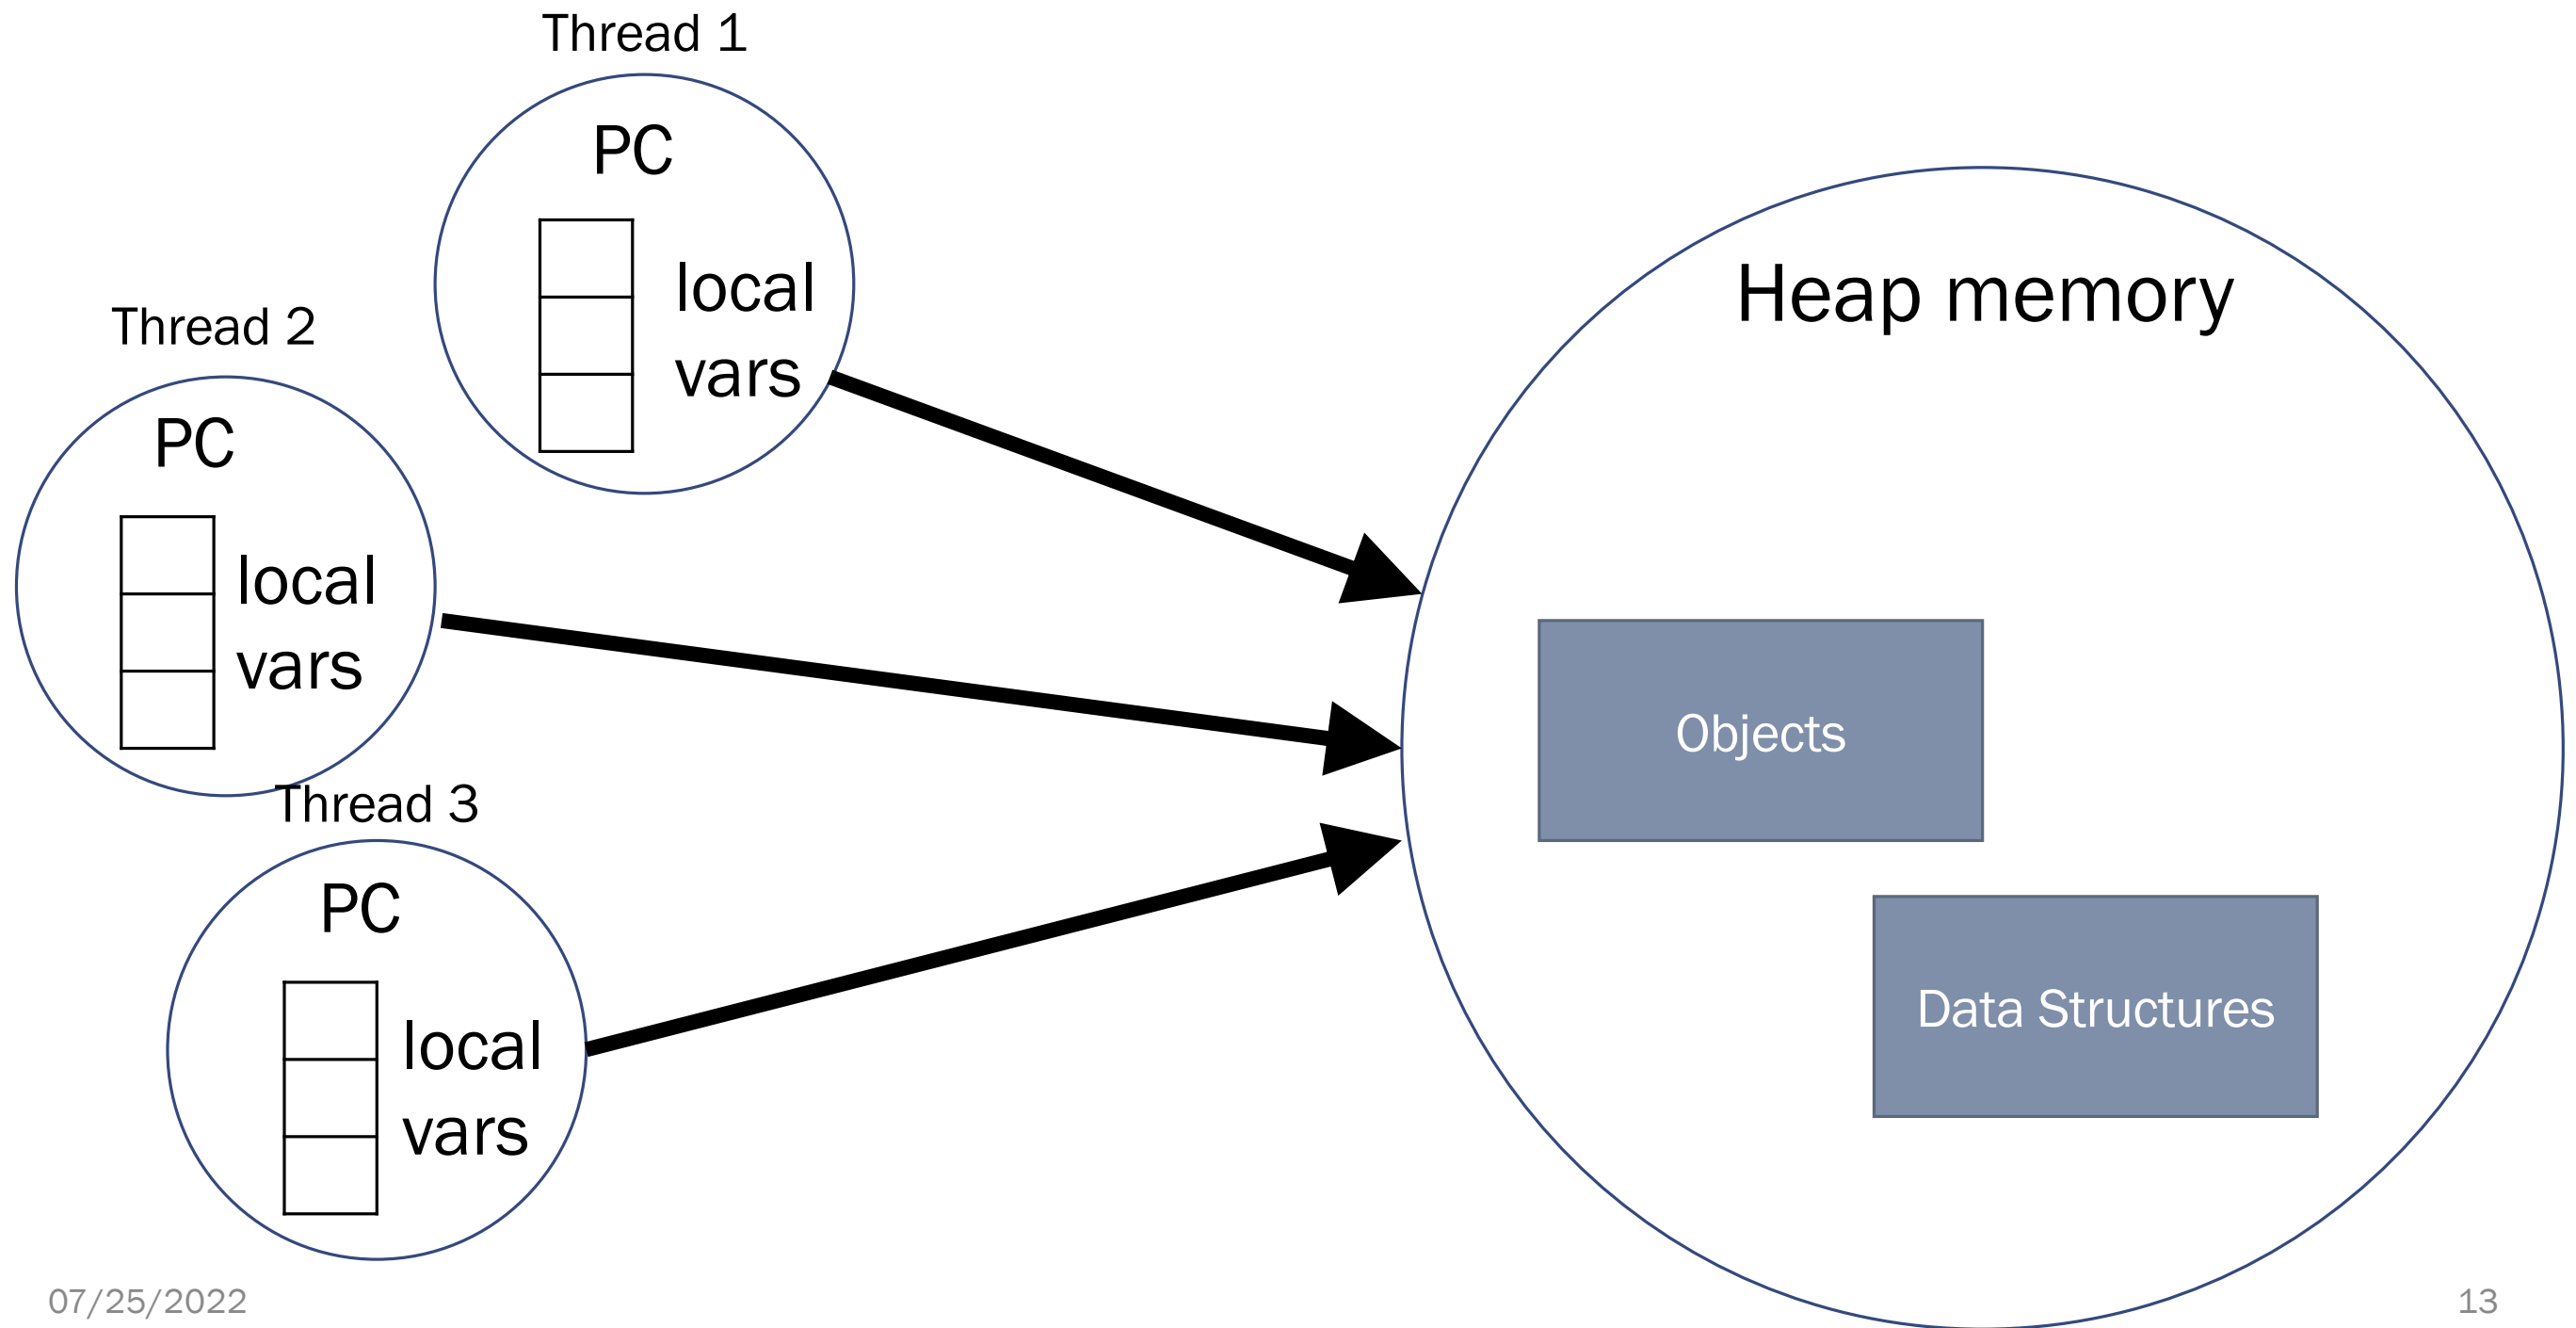 Thread 1
PC
local
vars
Thread 2
PC
local
vars
Thread 3
PC
local
vars
Heap memory
Objects
Data Structures
07/25/2022
13